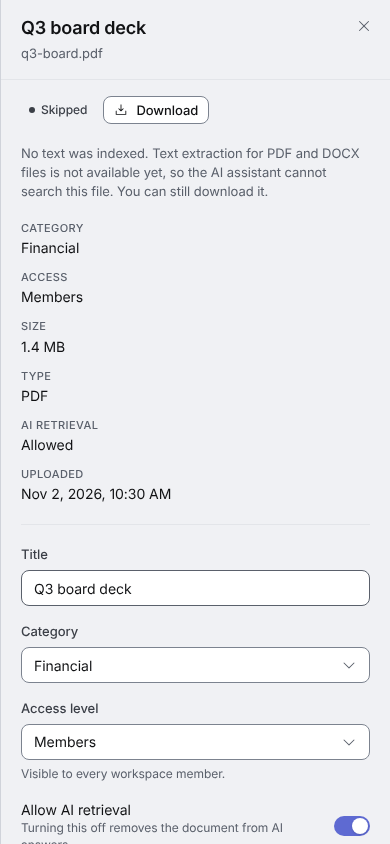 Q3 board deck
q3-board.pdf
Skipped
Download
No text was indexed. Text extraction for PDF and DOCX
files is not available yet, so the AI assistant cannot
search this file. You can still download it.
CATEGORY
Financial
ACCESS
Members
SIZE
1.4 MB
TYPE
PDF
AI RETRIEVAL
Allowed
UPLOADED
Nov 2, 2026, 10:30 AM
Title
Q3 board deck
Category
Financial
Access level
Members
Visible to every workspace member.
Allow AI retrieval
Turning this off removes the document from AI
answers.